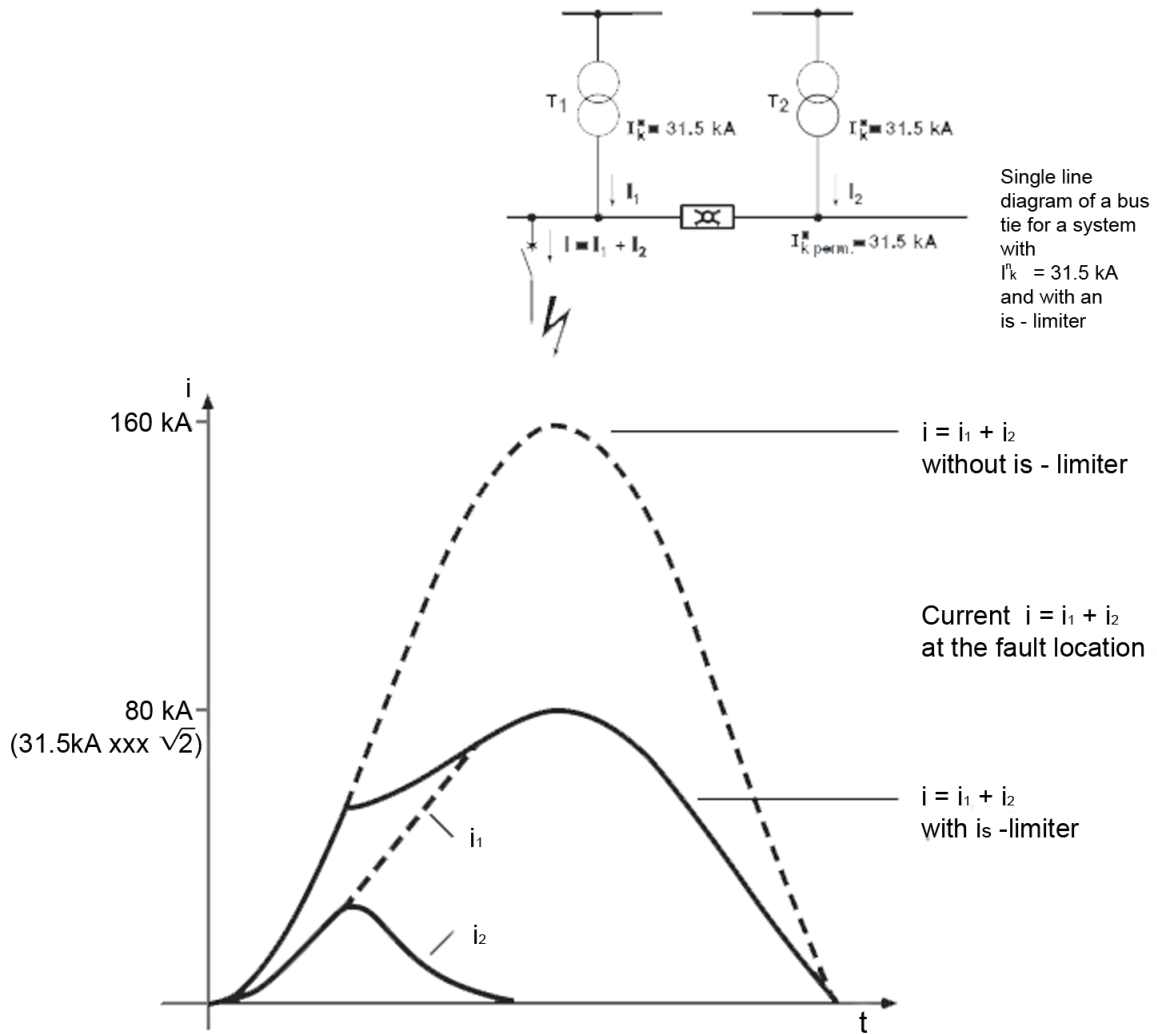 T1
I"k = 31.5 kA
T2
I"k = 31.5 kA
I1
I2
I = I1 + I2
I"k perm. = 31.5 kA
Single line
diagram of a bus
tie for a system
with
Ink = 31.5 kA
and with an
is - limiter
i
160 kA
80 kA
(31.5kA xxx √2)
i = i1 + i2
without is - limiter
Current i = i1 + i2
at the fault location
i = i1 + i2
with is -limiter
i1
i2
t